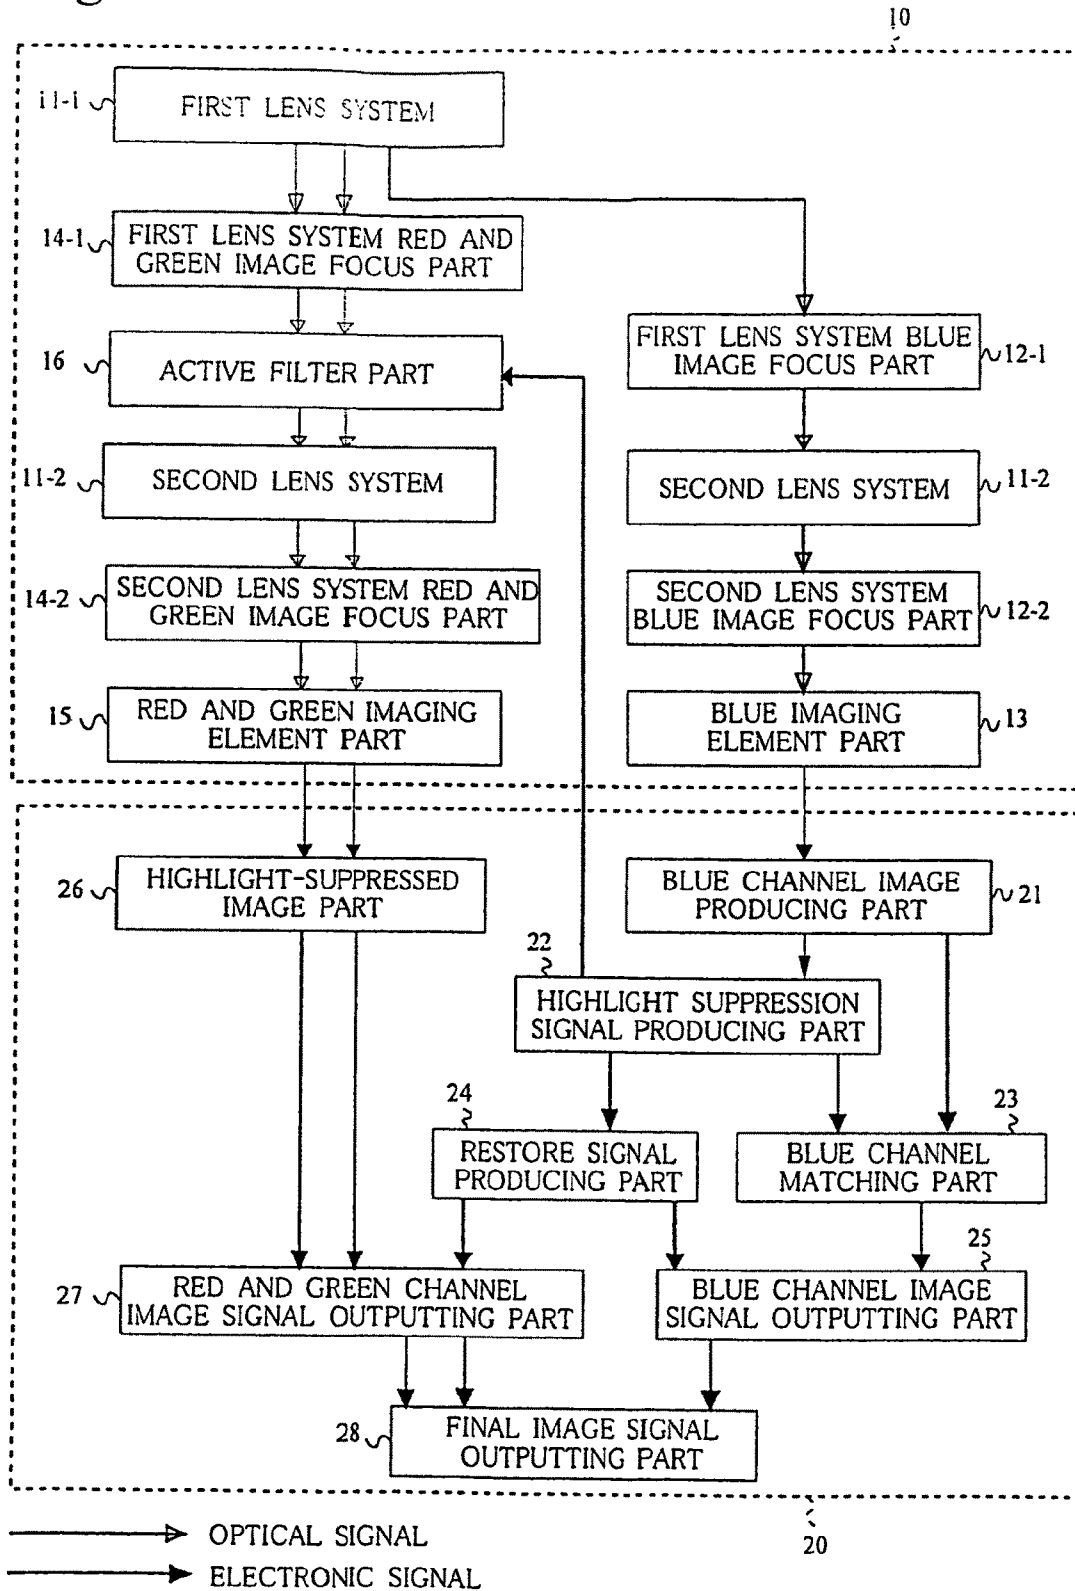 10
11-1
FIRST LENS SYSTEM
14-1
FIRST LENS SYSTEM RED AND
GREEN IMAGE FOCUS PART
16
ACTIVE FILTER PART
FIRST LENS SYSTEM BLUE
IMAGE FOCUS PART
12-1
11-2
SECOND LENS SYSTEM
SECOND LENS SYSTEM
11-2
14-2
SECOND LENS SYSTEM RED AND
GREEN IMAGE FOCUS PART
SECOND LENS SYSTEM
BLUE IMAGE FOCUS PART
12-2
15
RED AND GREEN IMAGING
ELEMENT PART
BLUE IMAGING
ELEMENT PART
13
26
HIGHLIGHT-SUPPRESSED
IMAGE PART
BLUE CHANNEL IMAGE
PRODUCING PART
21
22
HIGHLIGHT SUPPRESSION
SIGNAL PRODUCING PART
24
RESTORE SIGNAL
PRODUCING PART
23
BLUE CHANNEL
MATCHING PART
27
RED AND GREEN CHANNEL
IMAGE SIGNAL OUTPUTTING PART
25
BLUE CHANNEL IMAGE
SIGNAL OUTPUTTING PART
28
FINAL IMAGE SIGNAL
OUTPUTTING PART
20
OPTICAL SIGNAL
ELECTRONIC SIGNAL